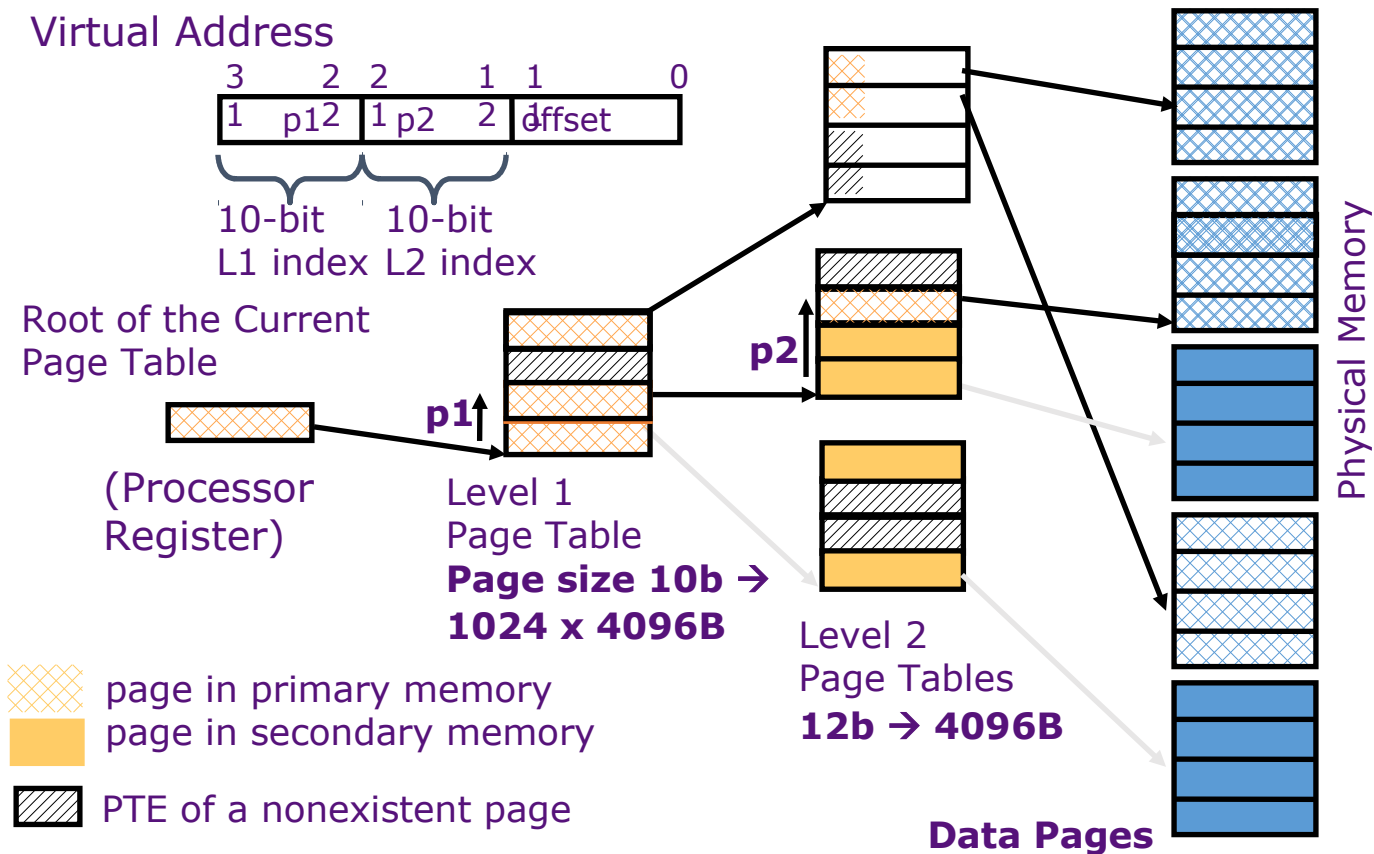 Virtual Address
3 2 2 1 1 0
1 p1 2 1 p2 2 1 offset
10-bit
L1 index
10-bit
L2 index
Root of the Current
Page Table
(Processor
Register)
p1
Level 1
Page Table
Page size 10b →
1024 x 4096B
p2
Level 2
Page Tables
12b → 4096B
Physical Memory
Data Pages
page in primary memory
page in secondary memory
PTE of a nonexistent page